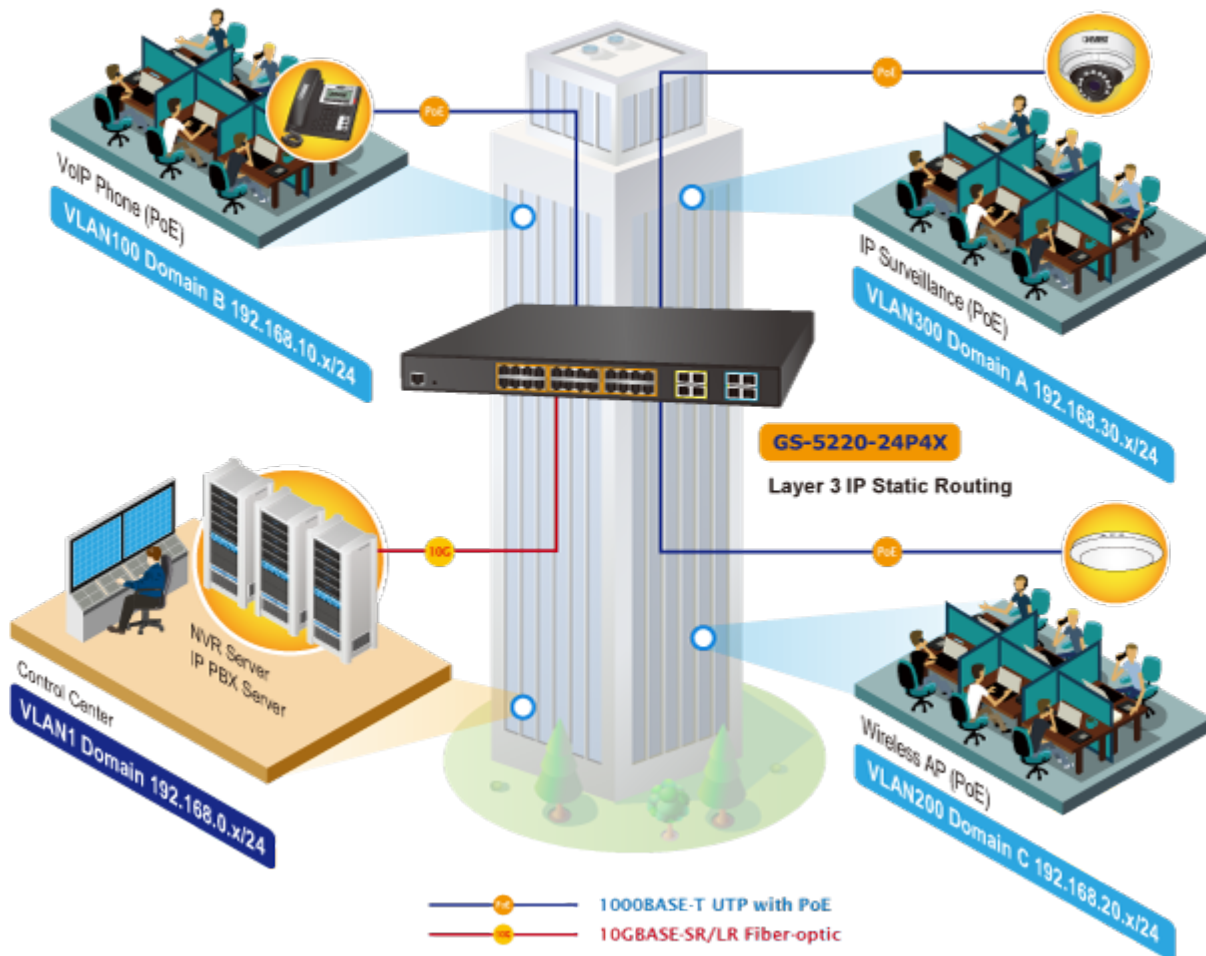 PoE
PoE
VoIP Phone (PoE)
VLAN100 Domain B 192.168.10.x/24
IP Surveillance (PoE)
VLAN300 Domain A 192.168.30.x/24
GS-5220-24P4X
Layer 3 IP Static Routing
10G
PoE
NVR Server
IP PBX Server
Control Center
VLAN1 Domain 192.168.0.x/24
Wireless AP (PoE)
VLAN200 Domain C 192.168.20.x/24
PoE
1000BASE-T UTP with PoE
10G
10GBASE-SR/LR Fiber-optic